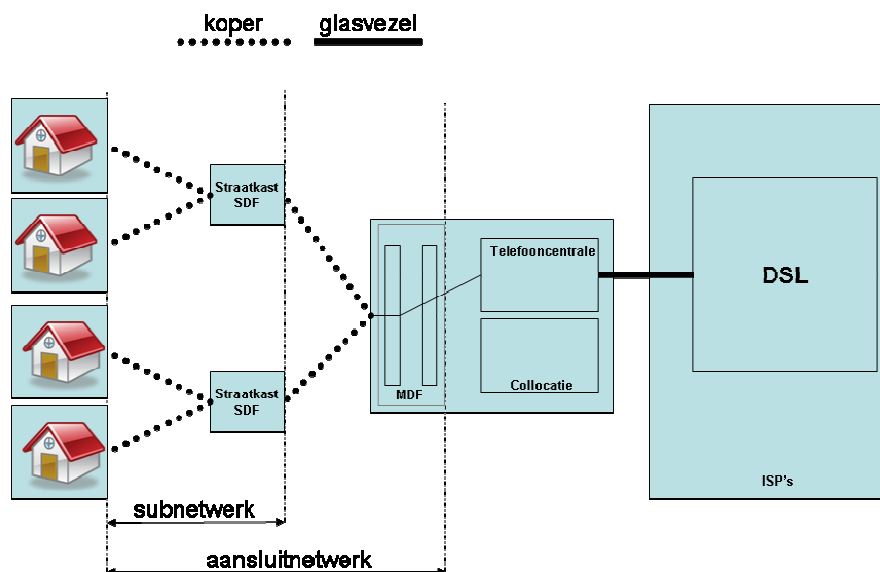 koper
glasvezel
Straatkast
SDF
Telefooncentrale
DSL
Straatkast
SDF
Collocatie
MDF
ISP's
subnetwerk
aansluitnetwerk